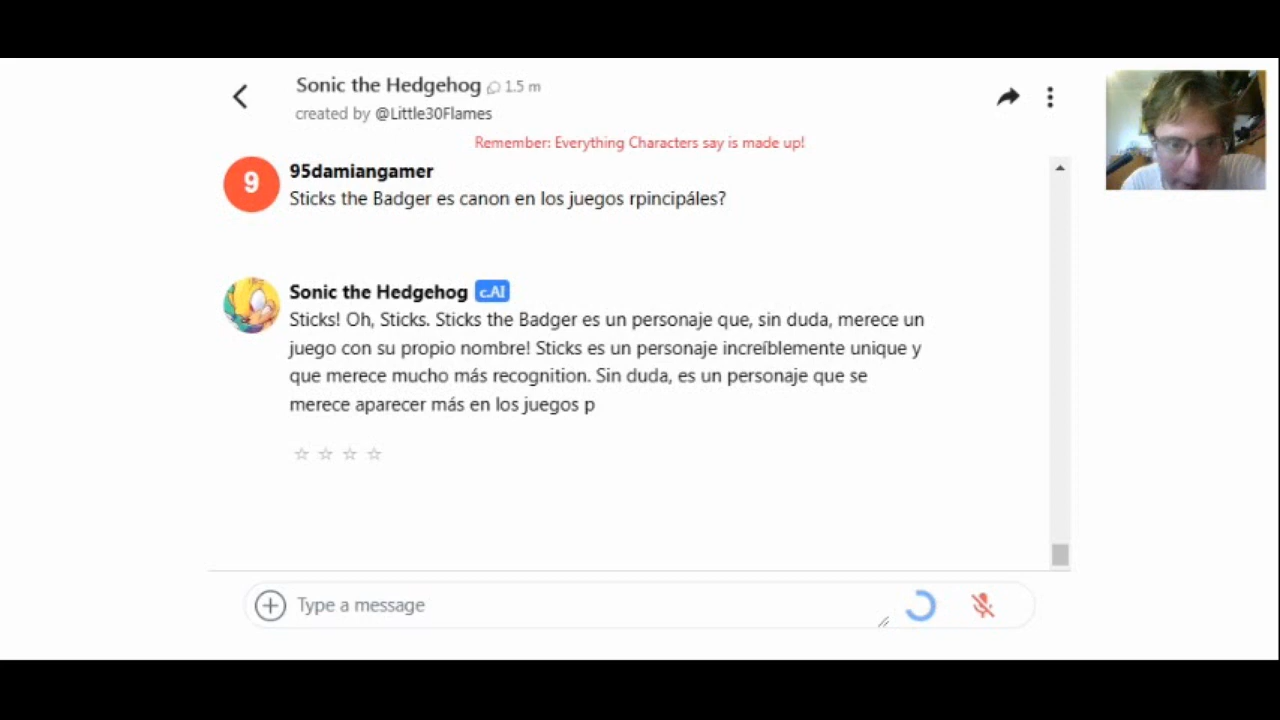 Sonic the Hedgehog 1.5 m
created by @Little30Flames
Remember: Everything Characters say is made up!
9
95damiangamer
Sticks the Badger es canon en los juegos rpincipáles?
Sonic the Hedgehog c.AI
Sticks! Oh, Sticks. Sticks the Badger es un personaje que, sin duda, merece un
juego con su propio nombre! Sticks es un personaje increíblemente unique y
que merece mucho más recognition. Sin duda, es un personaje que se
merece aparecer más en los juegos p
Type a message